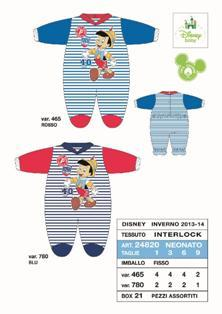 Disney
baby
var. 465
ROSSO
var. 780
BLU
DISNEY INVERNO 2013-14
TESSUTO INTERLOCK
ART. 24820 NEONATO
TAGLIE 1 3 6 9
IMBALLO FISSO
var. 465 4 4 4 2
var. 780 2 2 2 1
BOX 21 PEZZI ASSORTITI